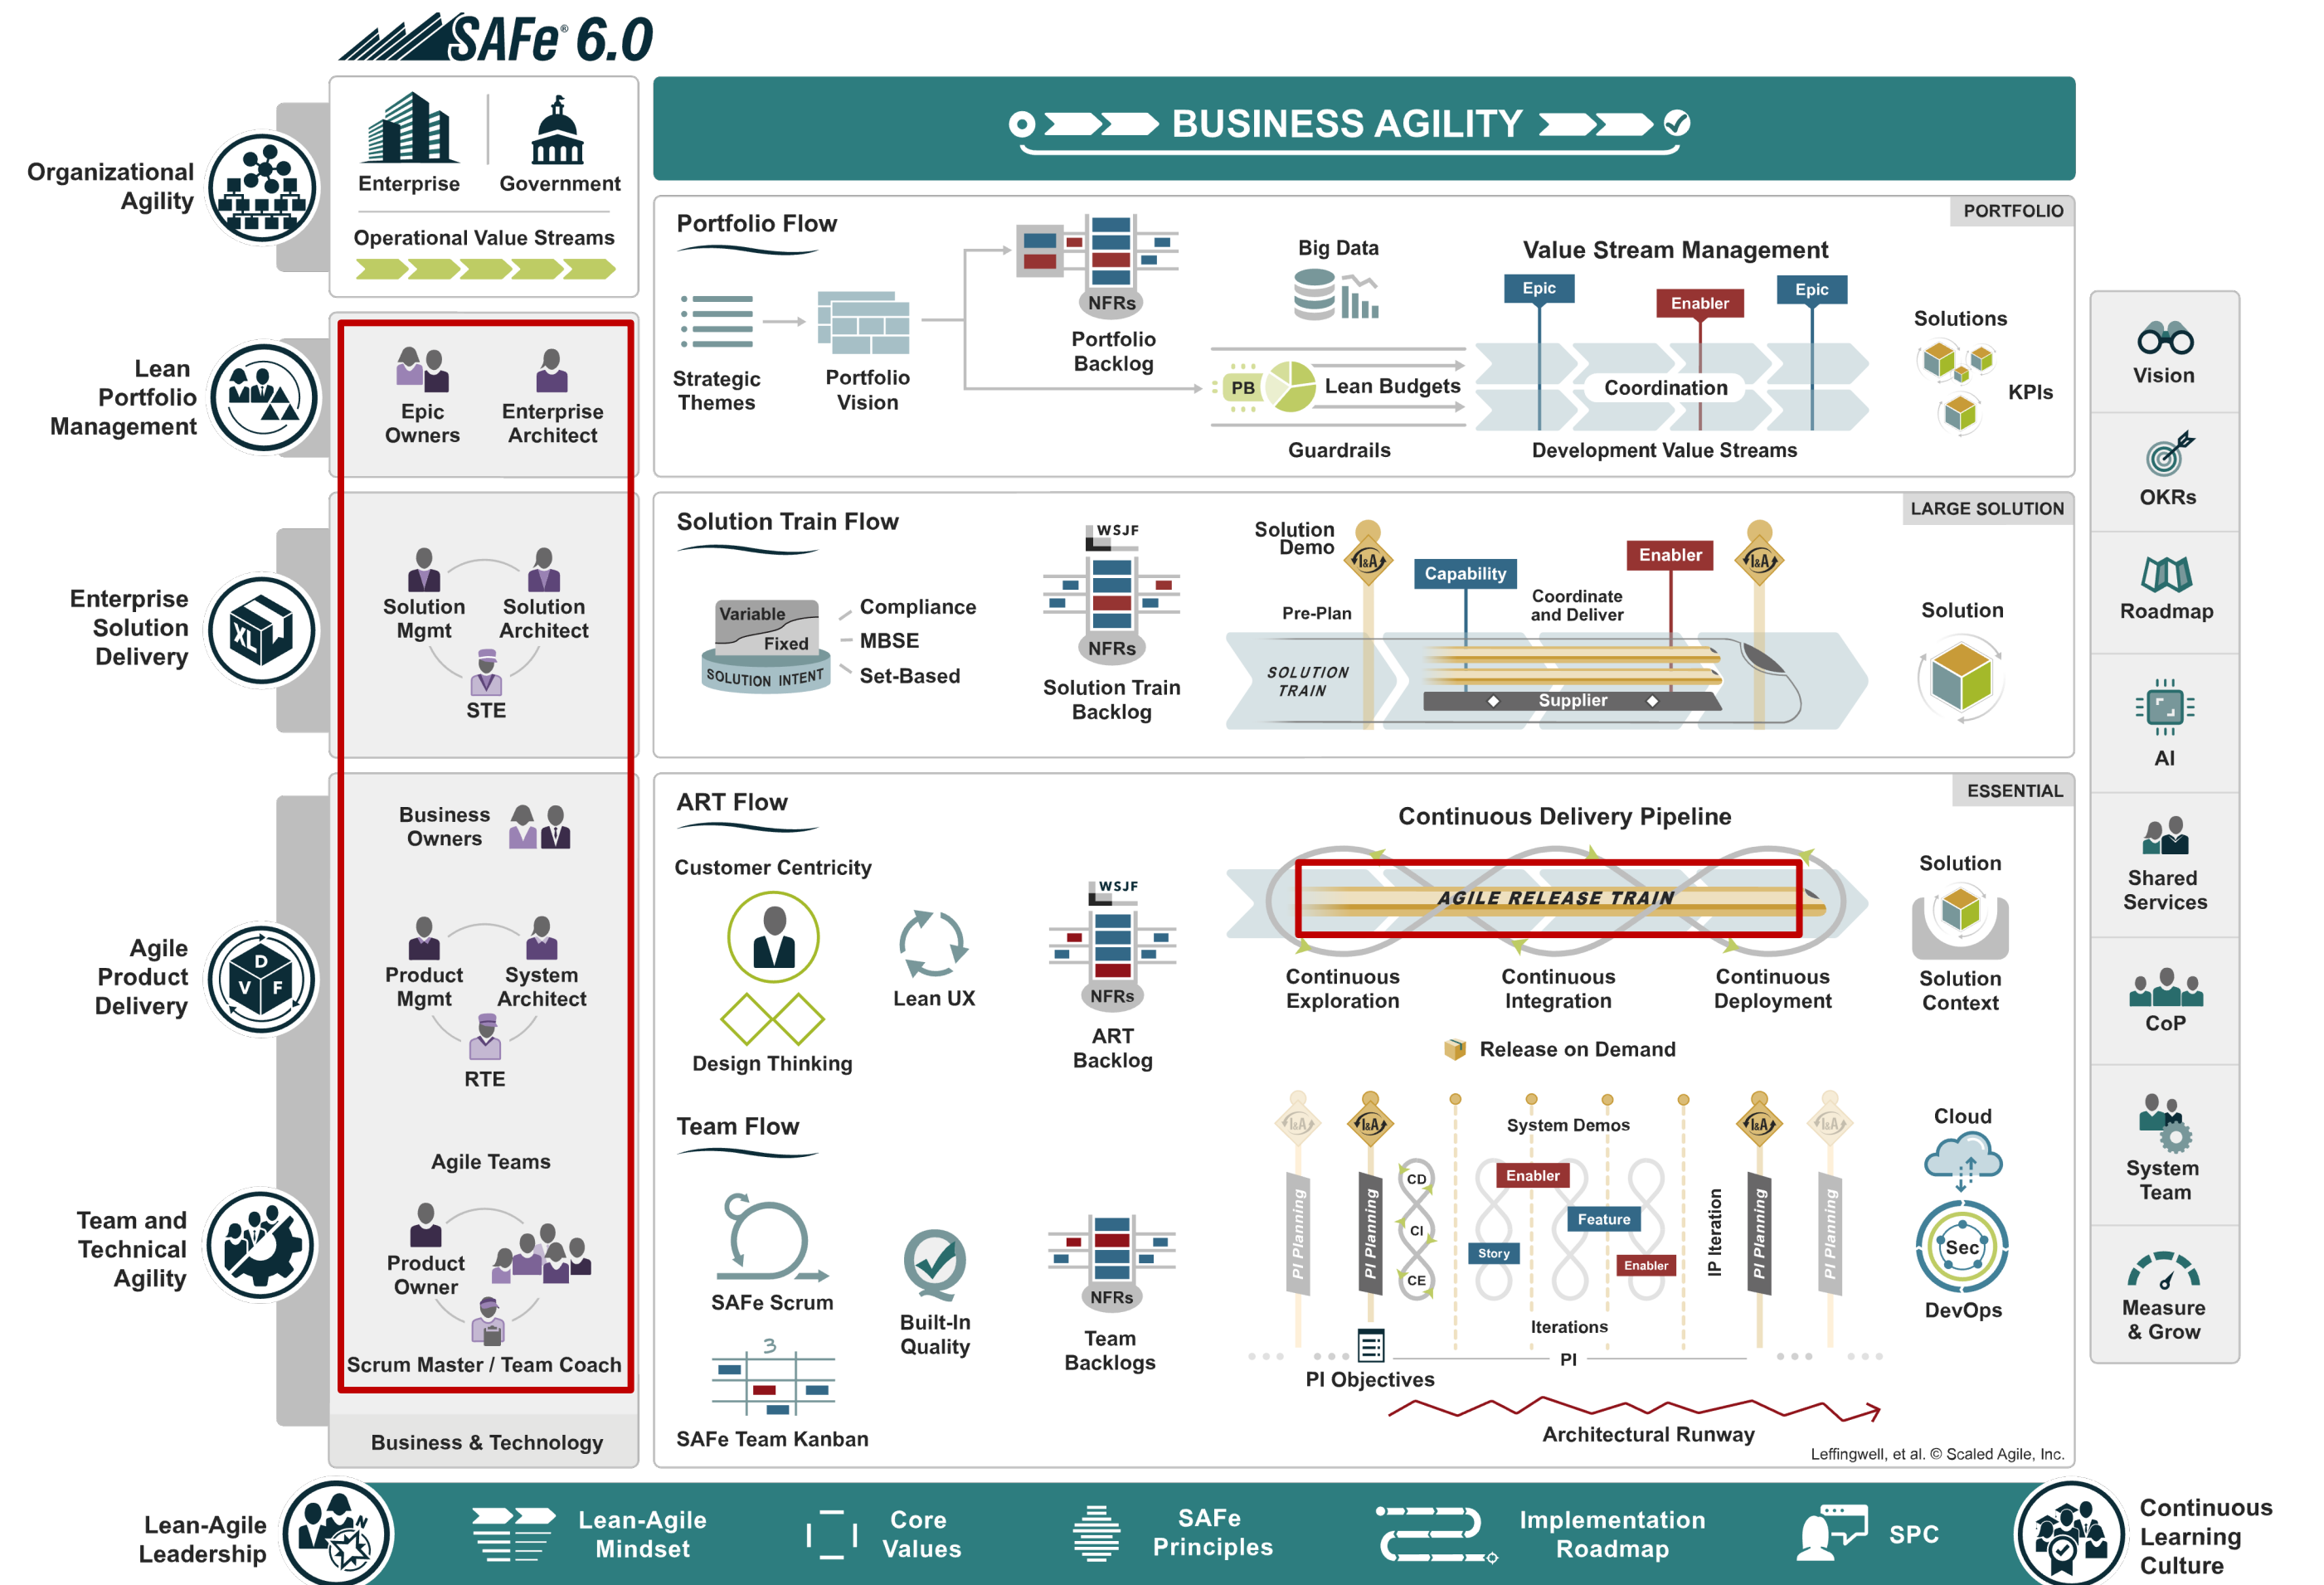 SAFe® 6.0
Organizational
Agility
Enterprise
Government
Operational Value Streams
BUSINESS AGILITY
Lean
Portfolio
Management
Epic
Owners
Enterprise
Architect
PORTFOLIO
Portfolio Flow
Strategic
Themes
Portfolio
Vision
NFRs
Portfolio
Backlog
Big Data
PB
Lean Budgets
Guardrails
Value Stream Management
Epic
Enabler
Epic
Coordination
Development Value Streams
Solutions
KPIs
Enterprise
Solution
Delivery
XL
Solution
Mgmt
Solution
Architect
STE
LARGE SOLUTION
Solution Train Flow
Variable
Fixed
SOLUTION INTENT
Compliance
MBSE
Set-Based
WSJF
NFRs
Solution Train
Backlog
Solution
Demo
I&A
Capability
Enabler
I&A
Pre-Plan
Coordinate
and Deliver
SOLUTION
TRAIN
Supplier
Solution
Agile
Product
Delivery
D
V F
Business
Owners
Product
Mgmt
System
Architect
RTE
ESSENTIAL
ART Flow
Customer Centricity
Lean UX
Design Thinking
WSJF
NFRs
ART
Backlog
Continuous Delivery Pipeline
AGILE RELEASE TRAIN
Continuous
Exploration
Continuous
Integration
Continuous
Deployment
Release on Demand
Solution
Solution
Context
Team and
Technical
Agility
Agile Teams
Product
Owner
Scrum Master / Team Coach
Business & Technology
Team Flow
SAFe Scrum
Built-In
Quality
3
SAFe Team Kanban
NFRs
Team
Backlogs
I&A
I&A
System Demos
I&A
I&A
PI Planning
PI Planning
CD
CI
CE
Enabler
Feature
Story
Enabler
IP Iteration
PI Planning
PI Planning
Iterations
PI
PI Objectives
Architectural Runway
Cloud
Sec
DevOps
Leffingwell, et al. © Scaled Agile, Inc.
Vision
OKRs
Roadmap
AI
Shared
Services
CoP
System
Team
Measure
& Grow
Lean-Agile
Leadership
N
Lean-Agile
Mindset
Core
Values
SAFe
Principles
Implementation
Roadmap
SPC
Continuous
Learning
Culture